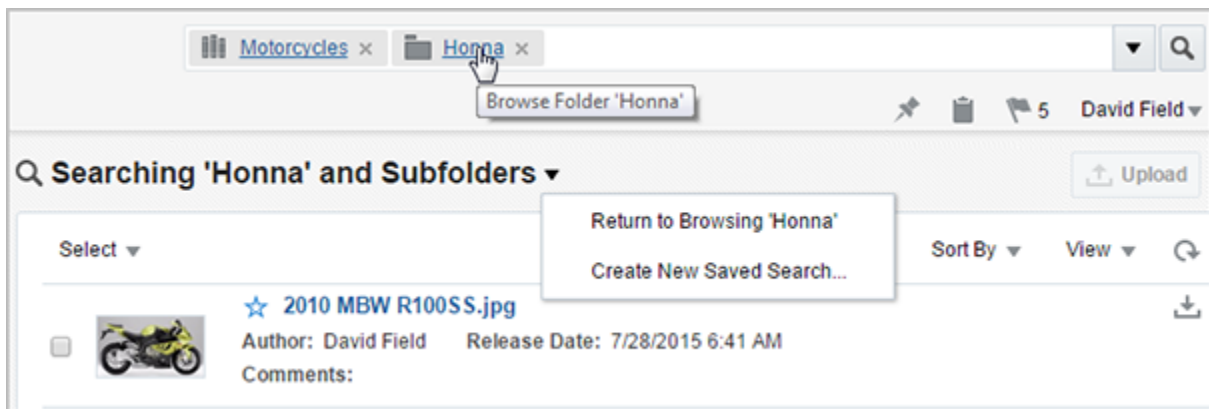 Motorcycles × Honna ×
Browse Folder 'Honna'
5 David Field
Searching 'Honna' and Subfolders
Upload
Return to Browsing 'Honna'
Select Sort By View
Create New Saved Search...
2010 MBW R100SS.jpg
Author: David Field Release Date: 7/28/2015 6:41 AM
Comments: